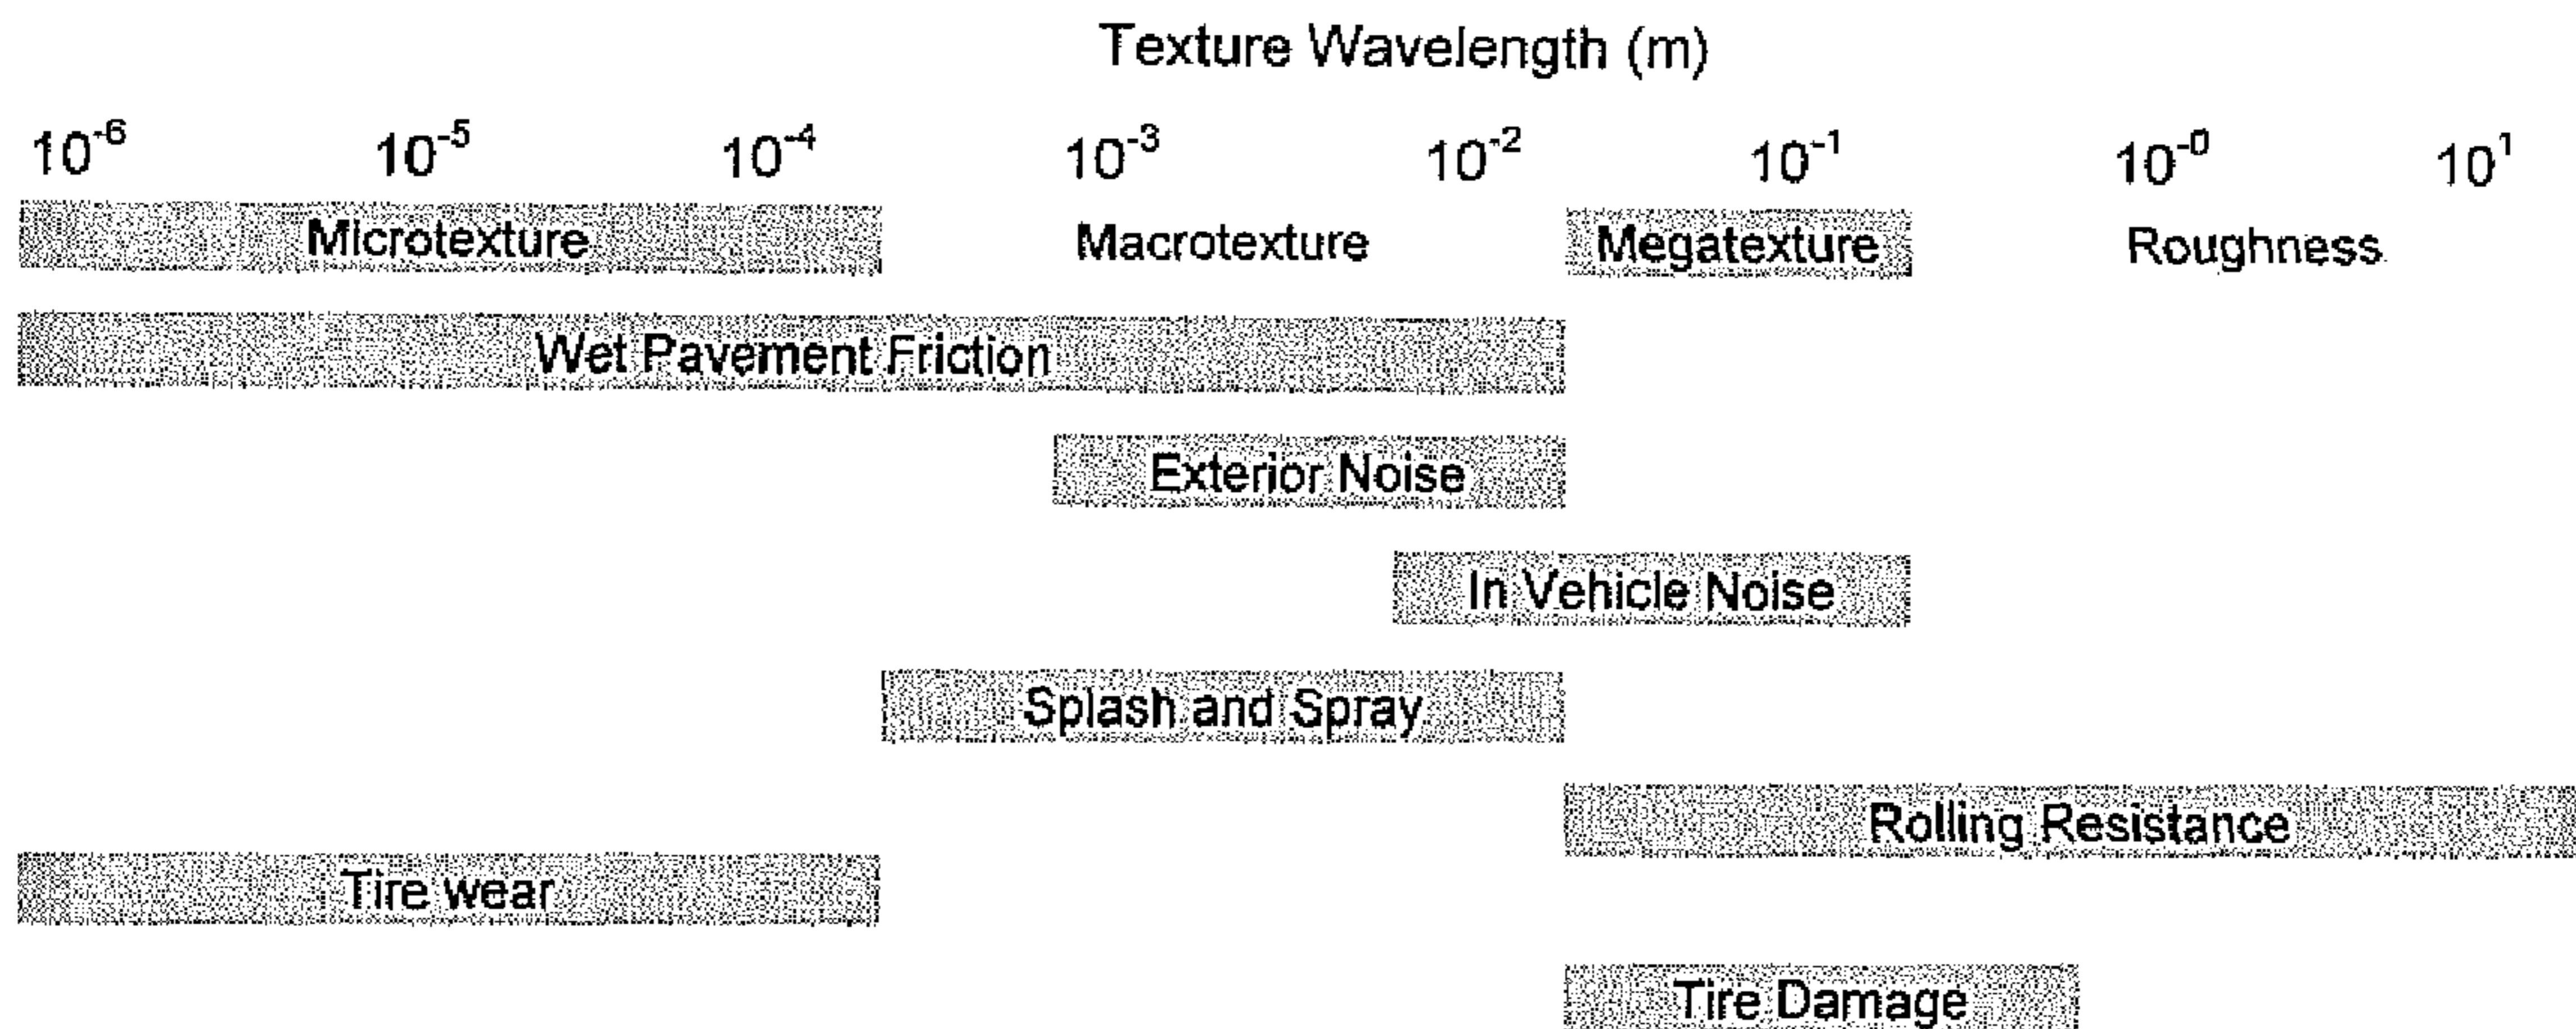 Texture Wavelength (m)
10⁻⁶ 10⁻⁵ 10⁻⁴ 10⁻³ 10⁻² 10⁻¹ 10⁻⁰ 10¹
Microtexture Macrotexture Megatexture Roughness
Wet Pavement Friction
Exterior Noise
In Vehicle Noise
Splash and Spray
Rolling Resistance
Tire wear
Tire Damage